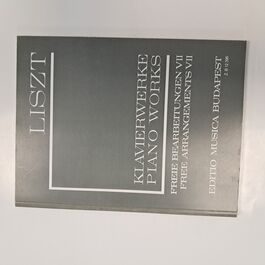 LISZT
KLAVIERWERKE
PIANO WORKS
FREIE BEARBEITUNGEN VII
FREE ARRANGEMENTS VII
EDITIO MUSICA BUDAPEST